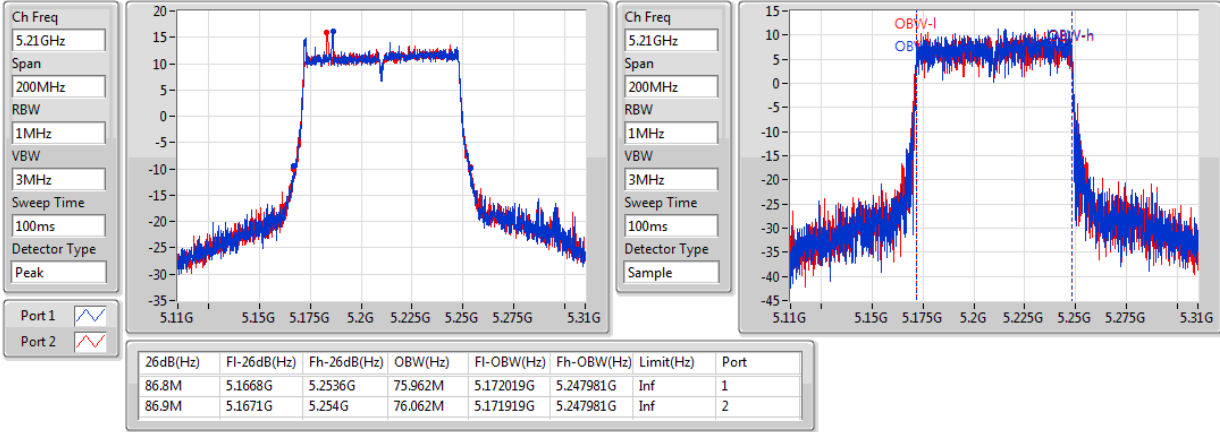 Ch Freq
5.21GHz
Span
200MHz
RBW
1MHz
VBW
3MHz
Sweep Time
100ms
Detector Type
Peak
Port 1
Port 2
20
15
10
5
0
-5
-10
-15
-20
-25
-30
-35
5.11G 5.15G 5.175G 5.2G 5.225G 5.25G 5.31G
Ch Freq
5.21GHz
Span
200MHz
RBW
1MHz
VBW
3MHz
Sweep Time
100ms
Detector Type
Sample
15
10
5
0
-5
-10
-15
-20
-25
-30
-35
-40
-45
OBW-l
OBW-h
5.11G 5.15G 5.175G 5.2G 5.225G 5.25G 5.275G 5.31G
26dB(Hz) Fl-26dB(Hz) Fh-26dB(Hz) OBW(Hz) Fl-OBW(Hz) Fh-OBW(Hz) Limit(Hz) Port
86.8M 5.1668G 5.2536G 75.962M 5.172019G 5.247981G Inf 1
86.9M 5.1671G 5.254G 76.062M 5.171919G 5.247981G Inf 2